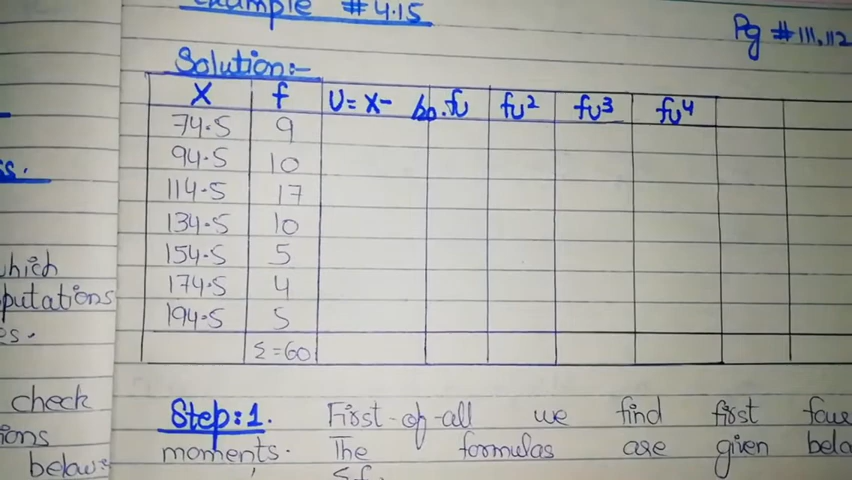 Example #4.15
Pg #111,112
Solution:-
X f U=X- fu fu² fu³ fu⁴
74.5 9
94.5 10
114.5 17
134.5 10
154.5 5
174.5 4
194.5 5
Σ=60
which
putations
es.
check
ions
below:
Step:1. First-of-all we find first four
moments. The formulas are given belo